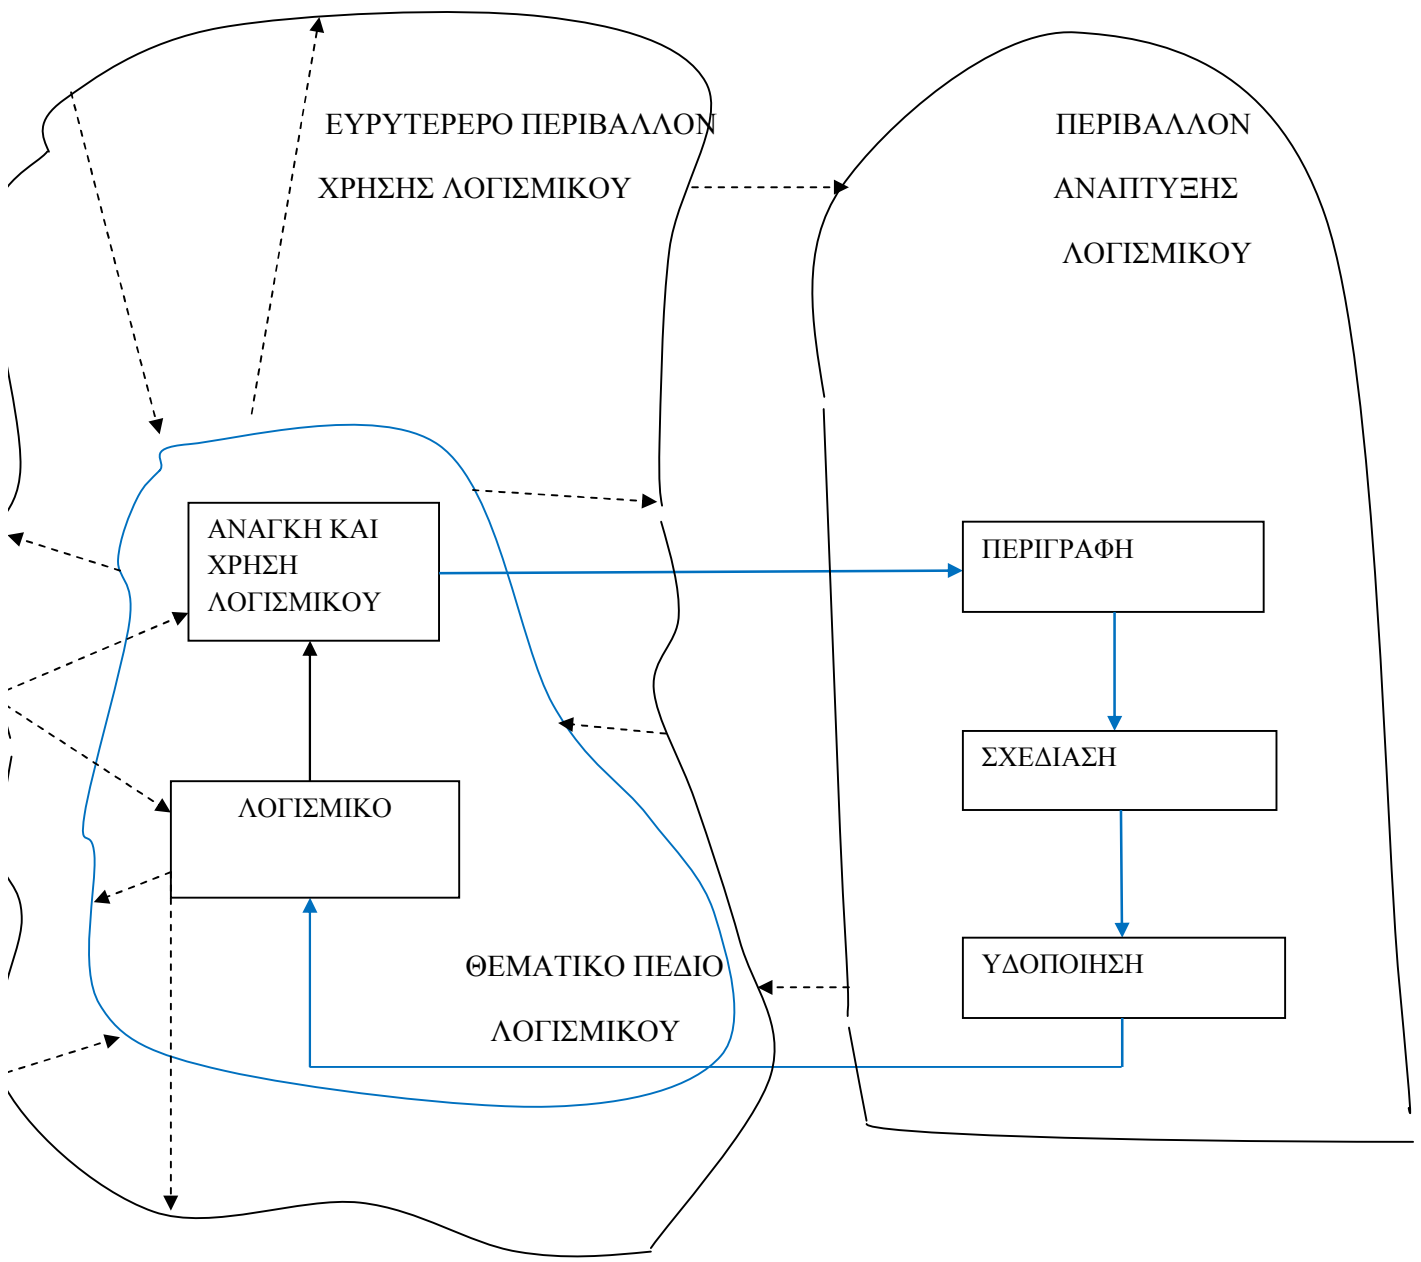 ΕΥΡΥΤΕΡΕΡΟ ΠΕΡΙΒΑΛΛΟΝ
ΧΡΗΣΗΣ ΛΟΓΙΣΜΙΚΟΥ
ΠΕΡΙΒΑΛΛΟΝ
ΑΝΑΠΤΥΞΗΣ
ΛΟΓΙΣΜΙΚΟΥ
ΑΝΑΓΚΗ ΚΑΙ
ΧΡΗΣΗ
ΛΟΓΙΣΜΙΚΟΥ
ΠΕΡΙΓΡΑΦΗ
ΣΧΕΔΙΑΣΗ
ΛΟΓΙΣΜΙΚΟ
ΥΔΟΠΟΙΗΣΗ
ΘΕΜΑΤΙΚΟ ΠΕΔΙΟ
ΛΟΓΙΣΜΙΚΟΥ